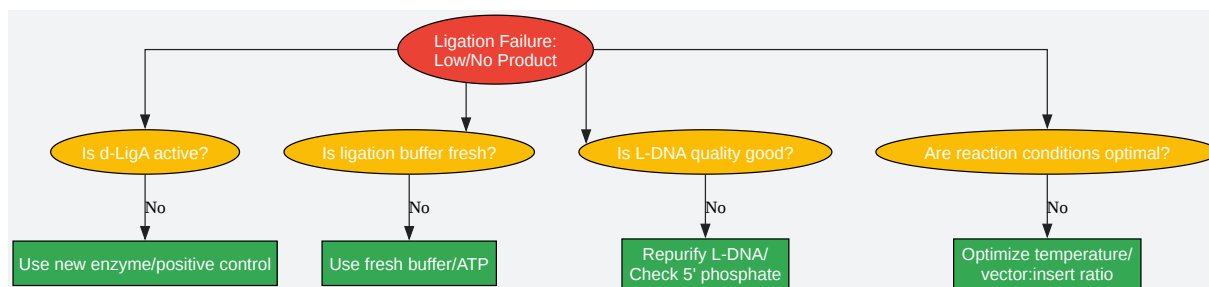 Ligation Failure:
Low/No Product
Is d-LigA active?
Is ligation buffer fresh?
Is L-DNA quality good?
Are reaction conditions optimal?
No
No
No
No
Use new enzyme/positive control
Use fresh buffer/ATP
Repurify L-DNA/
Check 5' phosphate
Optimize temperature/
vector:insert ratio